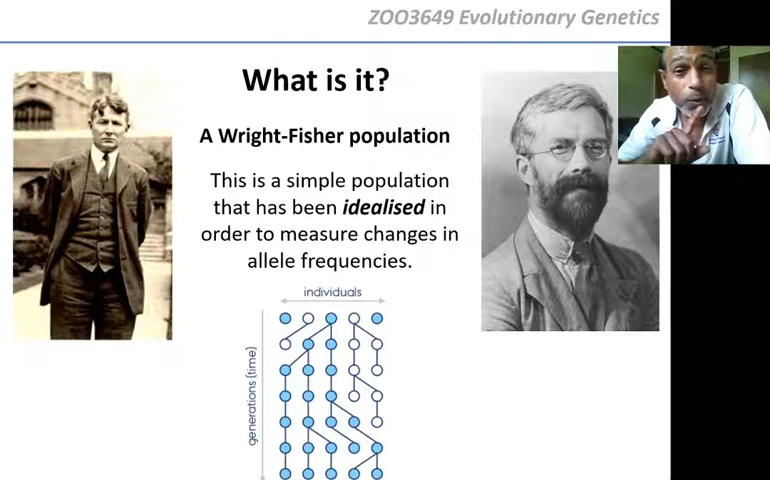 ZOO3649 Evolutionary Genetics
What is it?
A Wright-Fisher population
This is a simple population
that has been idealised in
order to measure changes in
allele frequencies.
individuals
generations (time)